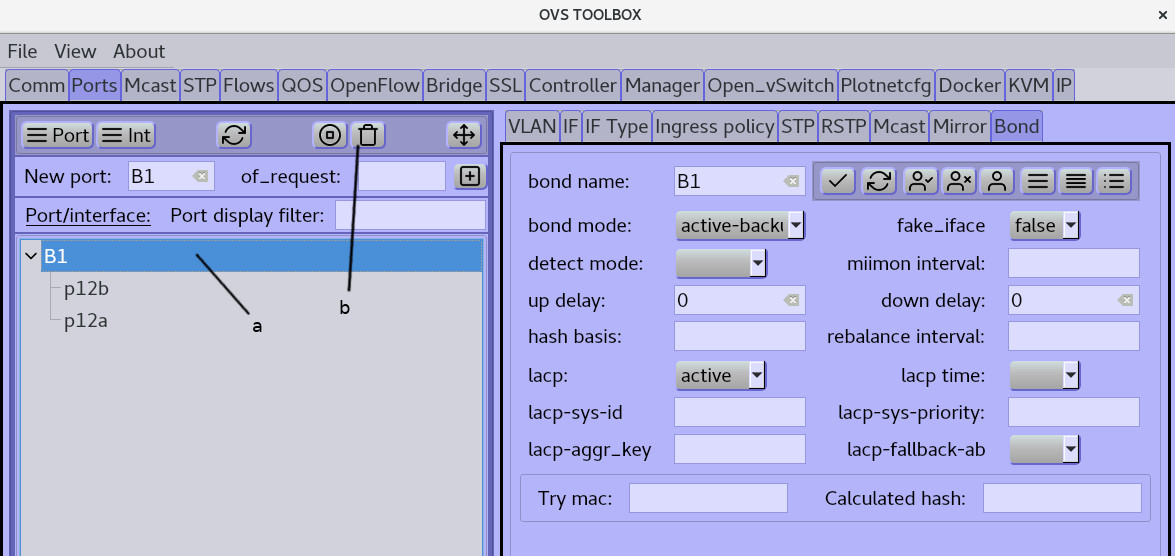 OVS TOOLBOX
File View About
Comm Ports Mcast STP Flows QOS OpenFlow Bridge SSL Controller Manager Open_vSwitch Plotnetcfg Docker KVM IP
Port Int
New port: B1 of_request:
Port/interface: Port display filter:
B1
p12b
p12a
a
b
VLAN IF IF Type Ingress policy STP RSTP Mcast Mirror Bond
bond name: B1
bond mode: active-backu fake_iface false
detect mode: miimon interval:
up delay: 0 down delay: 0
hash basis: rebalance interval:
lacp: active lacp time:
lacp-sys-id lacp-sys-priority:
lacp-aggr_key lacp-fallback-ab
Try mac: Calculated hash: